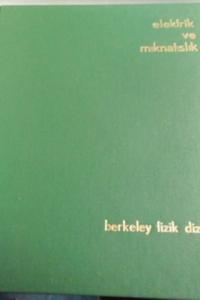 elektrik
ve
mıknatıslık
berkeley fizik diz